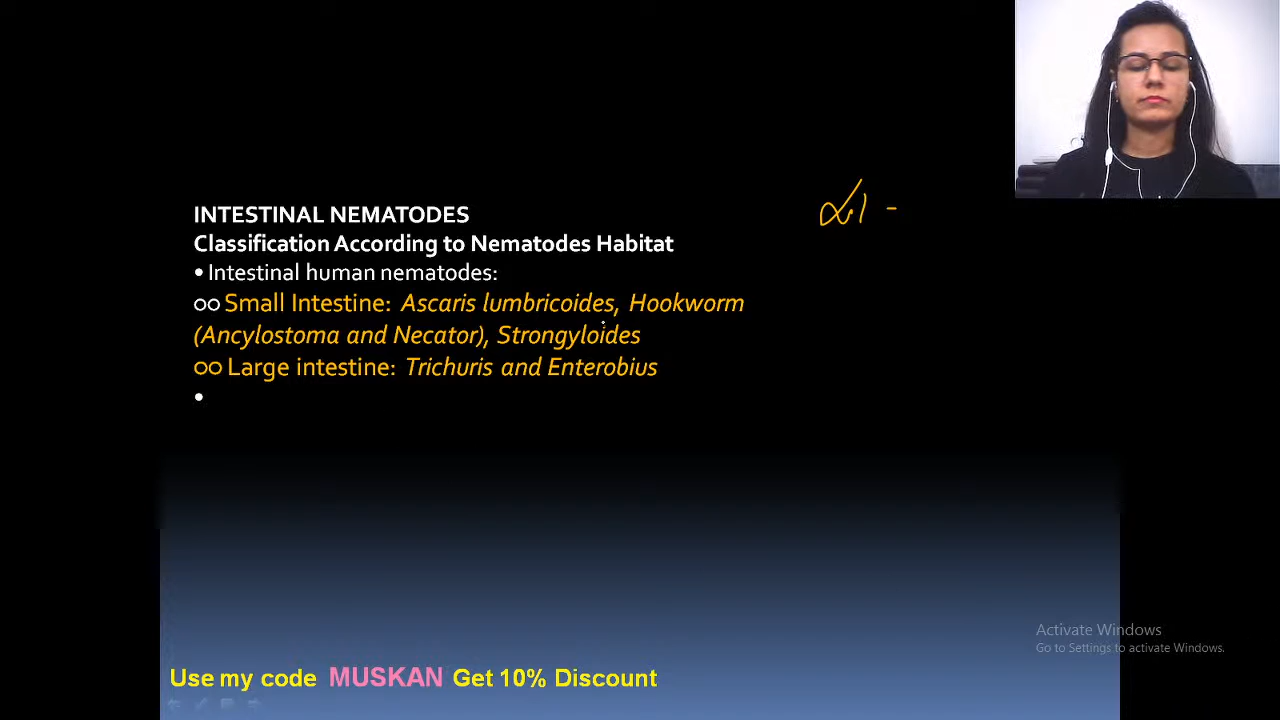 INTESTINAL NEMATODES
Classification According to Nematodes Habitat
• Intestinal human nematodes:
oo Small Intestine: Ascaris lumbricoides, Hookworm
(Ancylostoma and Necator), Strongyloides
oo Large intestine: Trichuris and Enterobius
•
Activate Windows
Go to Settings to activate Windows.
Use my code MUSKAN Get 10% Discount